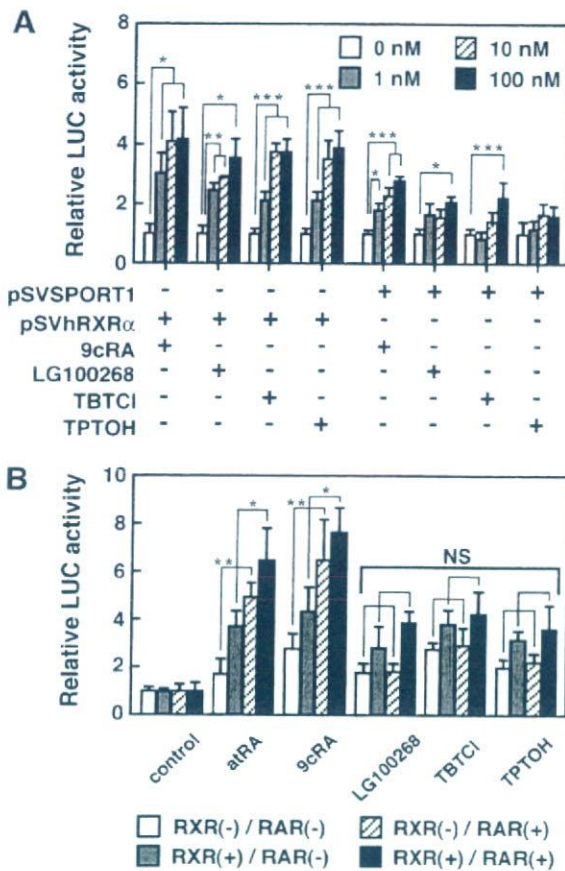 A
Relative LUC activity
8
6
4
2
0
0 nM 10 nM
1 nM 100 nM
* * *** *** *** * ***
** *
pSVSPORT1 - - - - + + + +
pSVhRXRα + + + + - - - -
9cRA + - - - + - - -
LG100268 - + - - - + - -
TBTCl - - + - - - + -
TPTOH - - - + - - - +
B
Relative LUC activity
10
8
6
4
2
0
** * ** * NS
control atRA 9cRA LG100268 TBTCl TPTOH
RXR(-) / RAR(-) RXR(-) / RAR(+)
RXR(+) / RAR(-) RXR(+) / RAR(+)